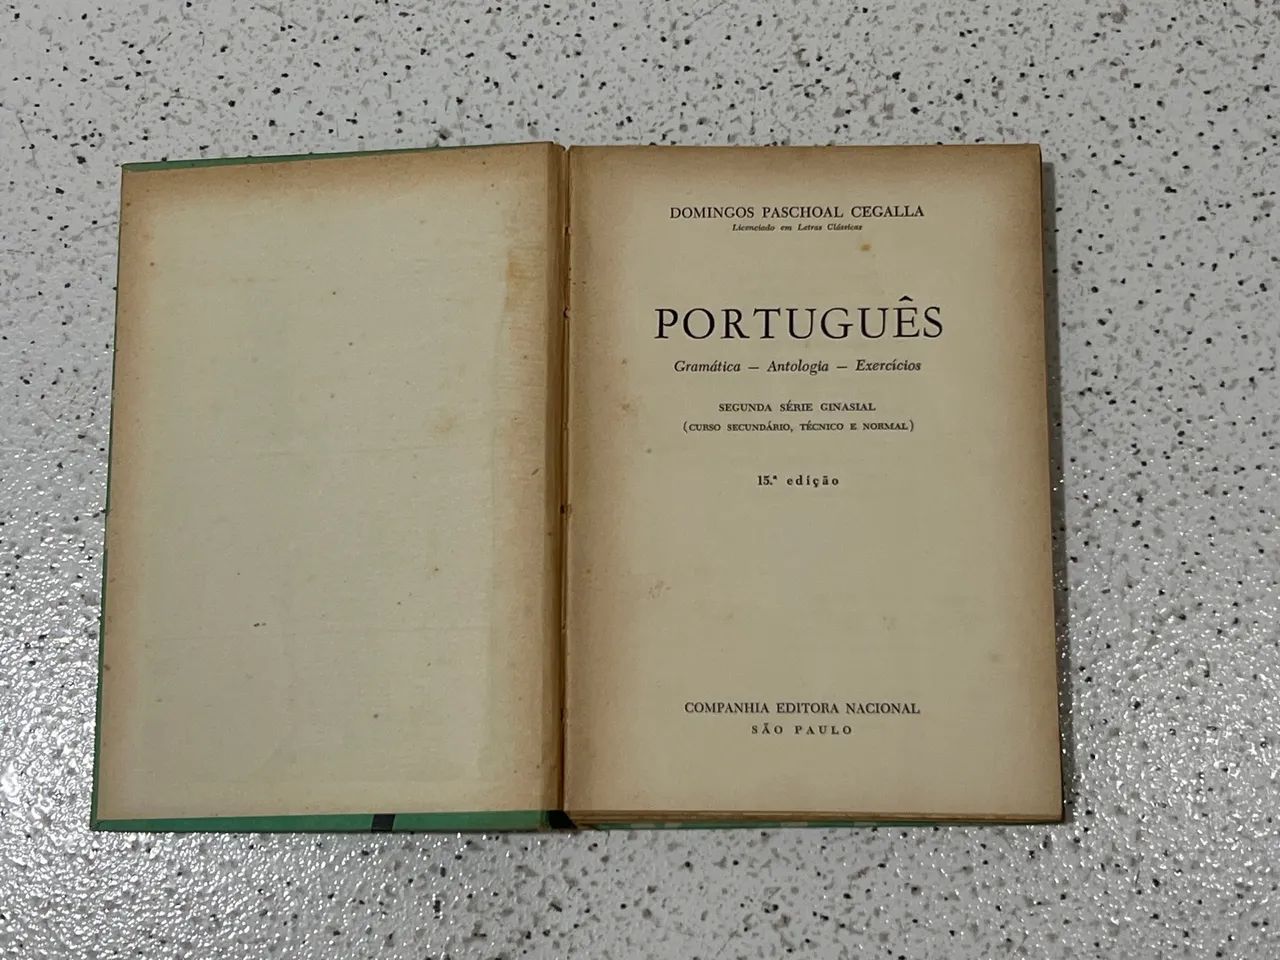 DOMINGOS PASCHOAL CEGALLA
Licenciado em Letras Clássicas
PORTUGUÊS
Gramática — Antologia — Exercícios
SEGUNDA SÉRIE GINASIAL
(CURSO SECUNDÁRIO, TÉCNICO E NORMAL)
15.ª edição
COMPANHIA EDITORA NACIONAL
SÃO PAULO